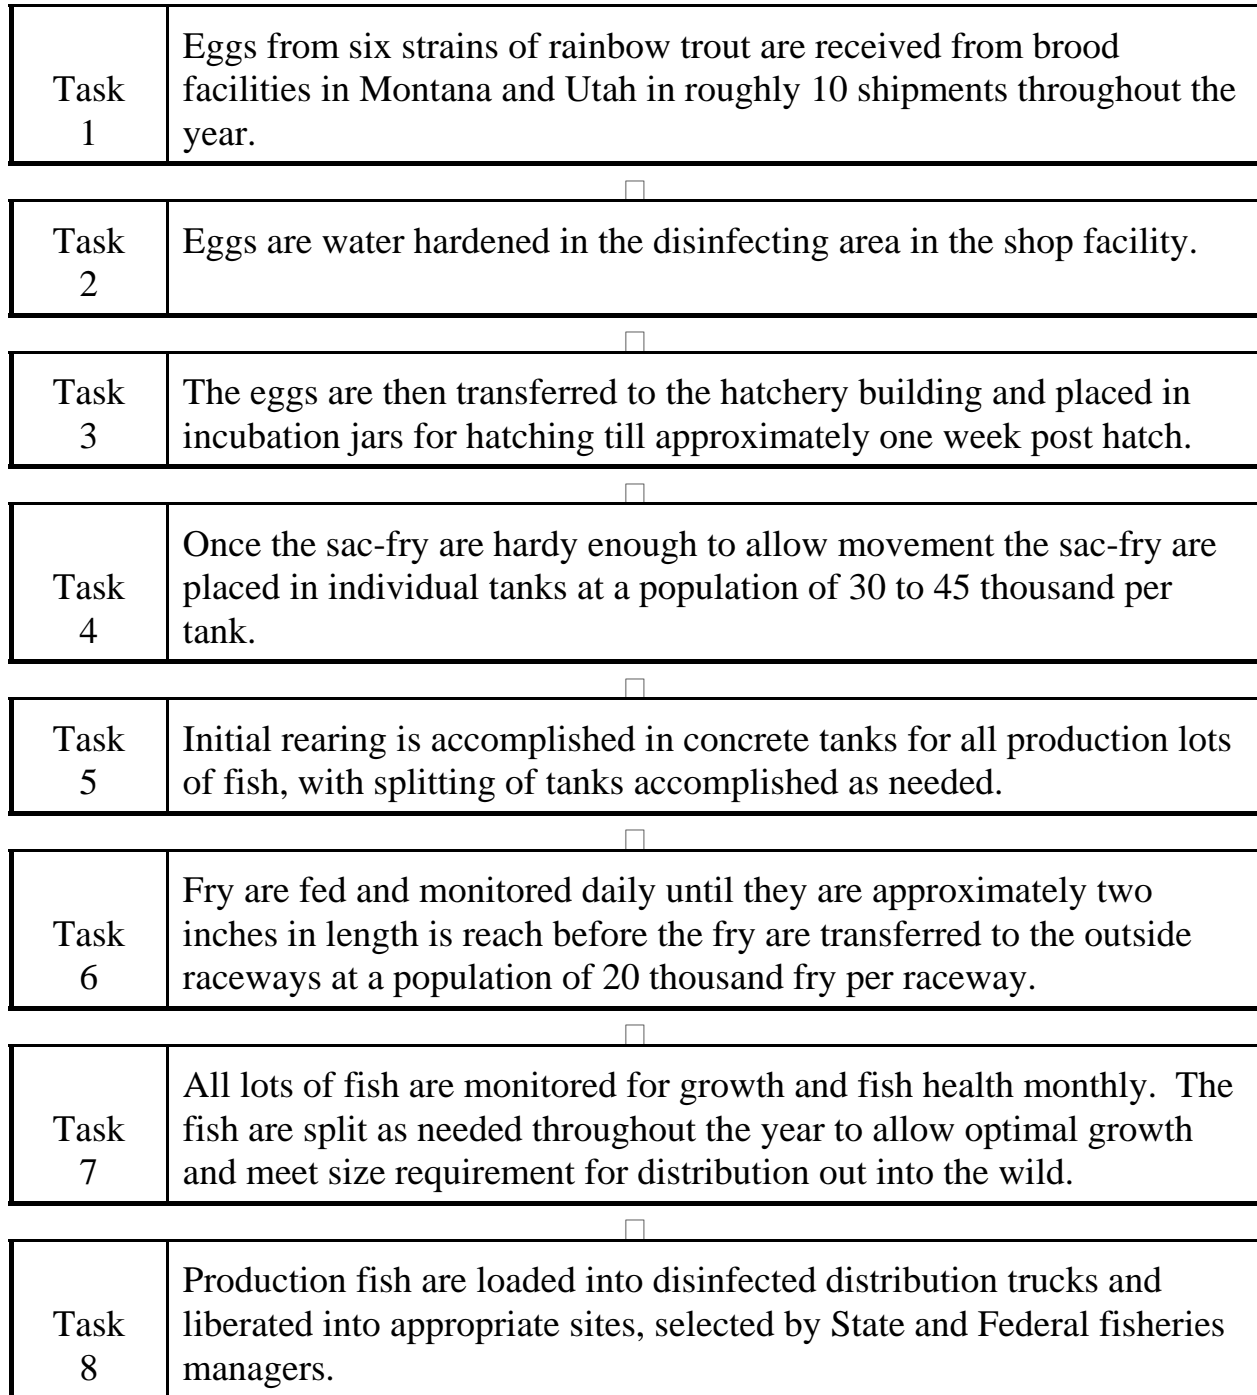 Task
1
Eggs from six strains of rainbow trout are received from brood
facilities in Montana and Utah in roughly 10 shipments throughout the
year.
Task
2
Eggs are water hardened in the disinfecting area in the shop facility.
Task
3
The eggs are then transferred to the hatchery building and placed in
incubation jars for hatching till approximately one week post hatch.
Task
4
Once the sac-fry are hardy enough to allow movement the sac-fry are
placed in individual tanks at a population of 30 to 45 thousand per
tank.
Task
5
Initial rearing is accomplished in concrete tanks for all production lots
of fish, with splitting of tanks accomplished as needed.
Task
6
Fry are fed and monitored daily until they are approximately two
inches in length is reach before the fry are transferred to the outside
raceways at a population of 20 thousand fry per raceway.
Task
7
All lots of fish are monitored for growth and fish health monthly.  The
fish are split as needed throughout the year to allow optimal growth
and meet size requirement for distribution out into the wild.
Task
8
Production fish are loaded into disinfected distribution trucks and
liberated into appropriate sites, selected by State and Federal fisheries
managers.